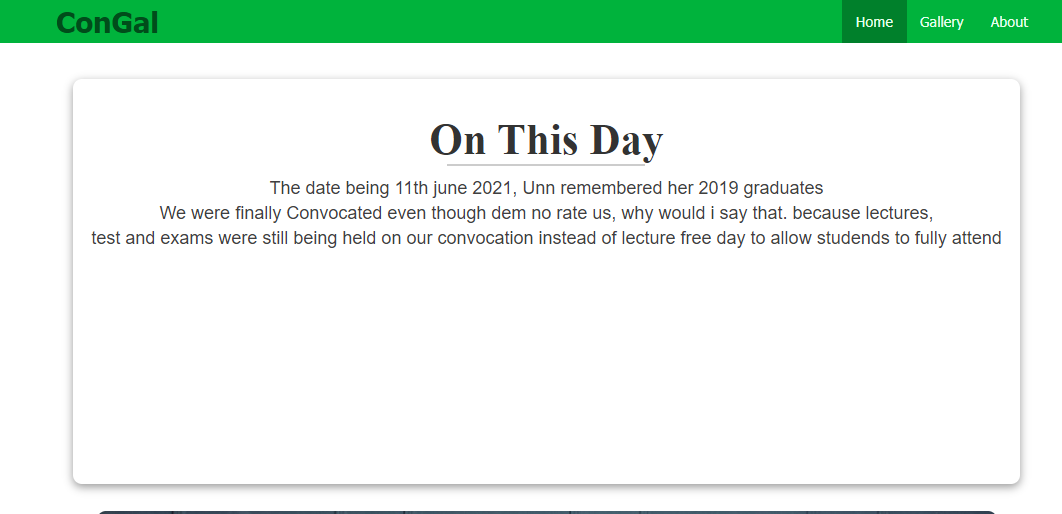 ConGal
Home Gallery About
On This Day
The date being 11th june 2021, Unn remembered her 2019 graduates
We were finally Convocated even though dem no rate us, why would i say that. because lectures,
test and exams were still being held on our convocation instead of lecture free day to allow studends to fully attend